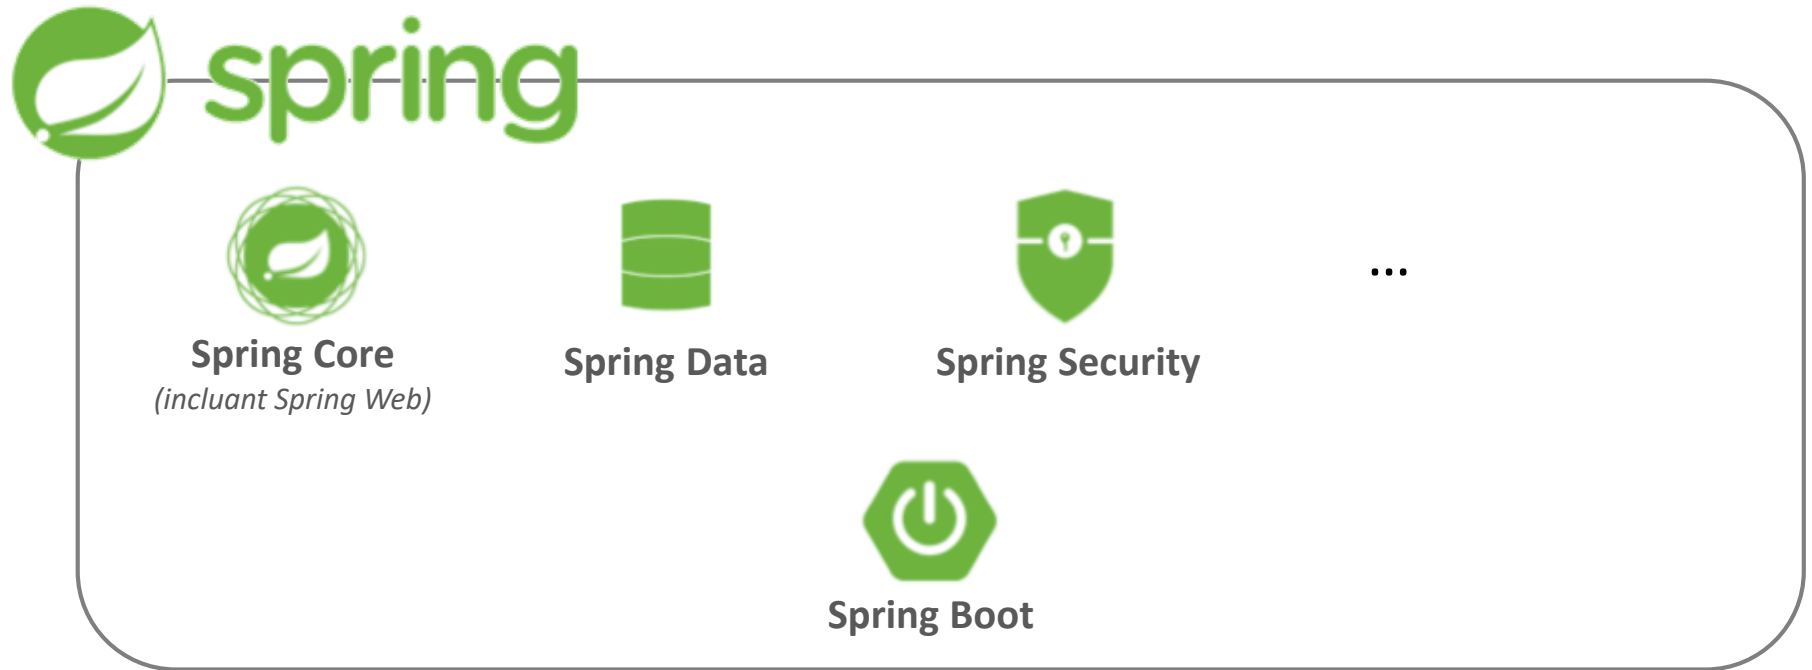 spring
Spring Core
(incluant Spring Web)
Spring Data
Spring Security
...
Spring Boot